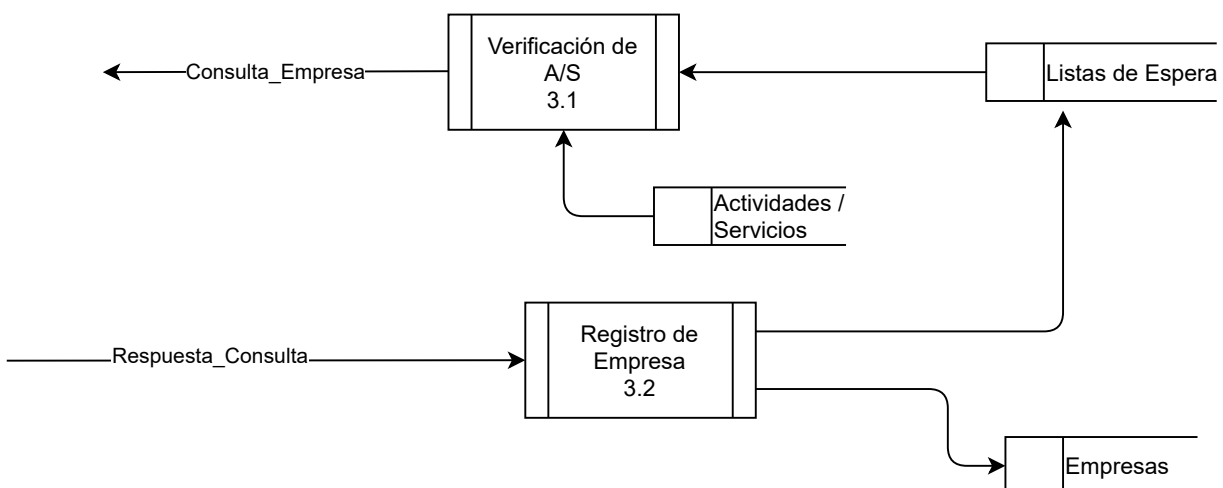 Verificación de
A/S
3.1
Consulta_Empresa
Listas de Espera
Actividades /
Servicios
Registro de
Empresa
3.2
Respuesta_Consulta
Empresas